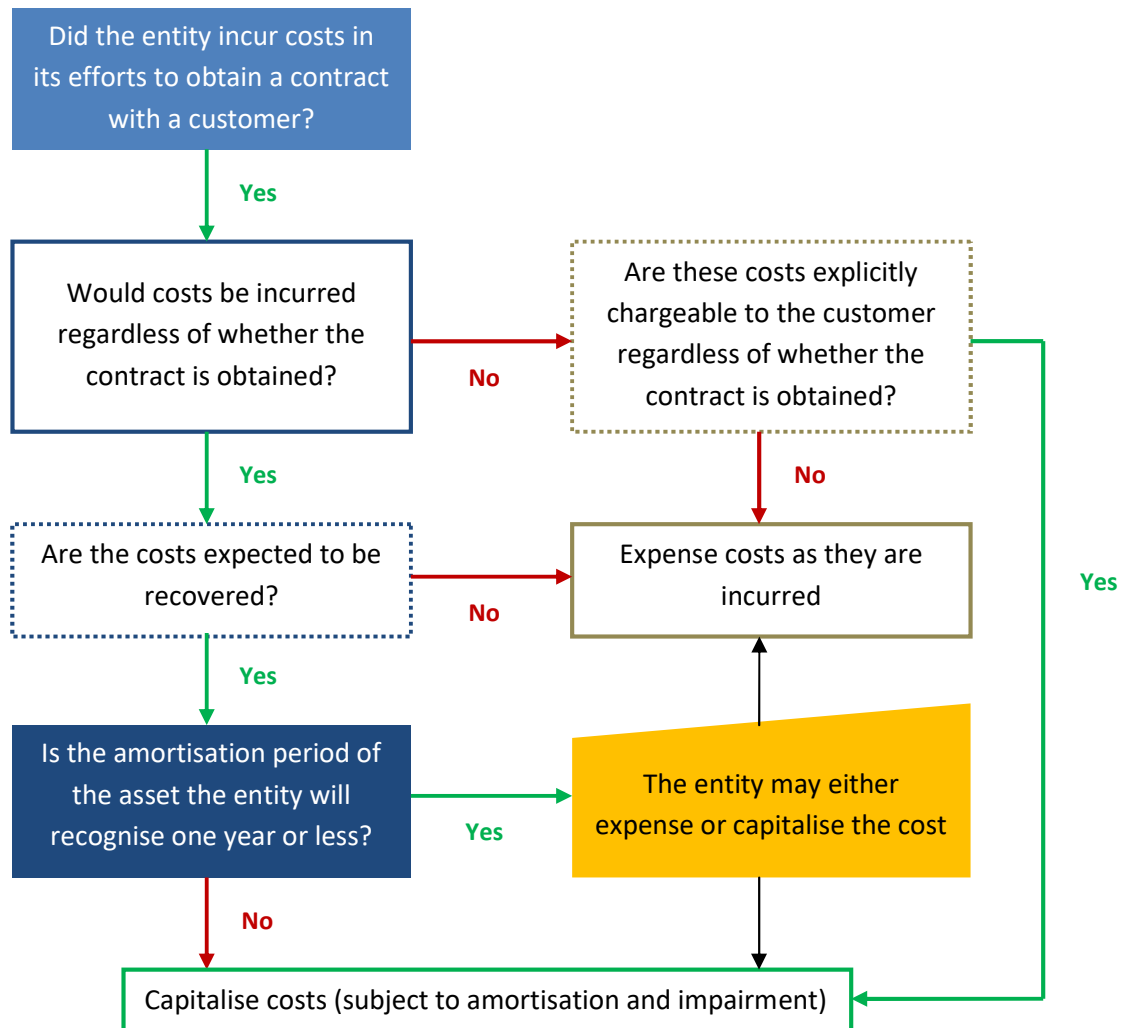 Did the entity incur costs in
its efforts to obtain a contract
with a customer?
Yes
Would costs be incurred
regardless of whether the
contract is obtained?
No
Are these costs explicitly
chargeable to the customer
regardless of whether the
contract is obtained?
Yes
No
Are the costs expected to be
recovered?
No
Expense costs as they are
incurred
Yes
Yes
Is the amortisation period of
the asset the entity will
recognise one year or less?
Yes
The entity may either
expense or capitalise the cost
No
Capitalise costs (subject to amortisation and impairment)